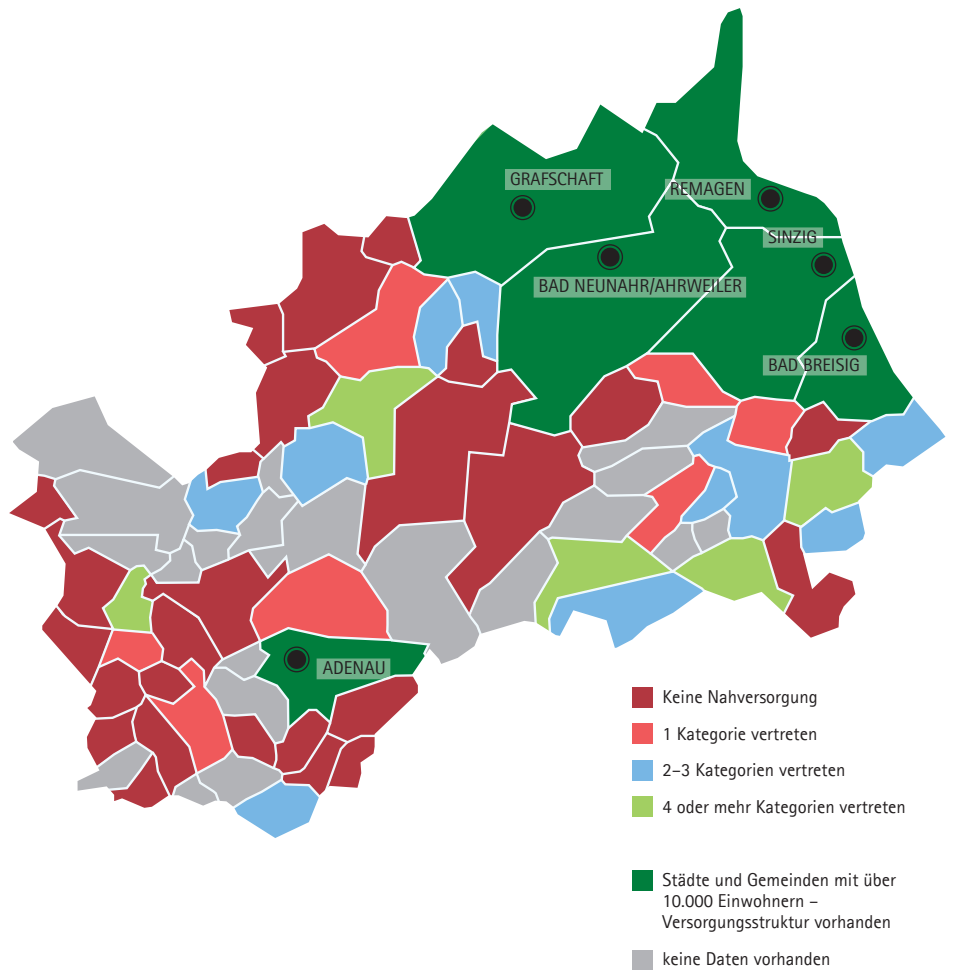 GRAFSCHAFT
REMAGEN
SINZIG
BAD NEUNAHR/AHRWEILER
BAD BREISIG
ADENAU
Keine Nahversorgung
1 Kategorie vertreten
2–3 Kategorien vertreten
4 oder mehr Kategorien vertreten
Städte und Gemeinden mit über
10.000 Einwohnern –
Versorgungsstruktur vorhanden
keine Daten vorhanden